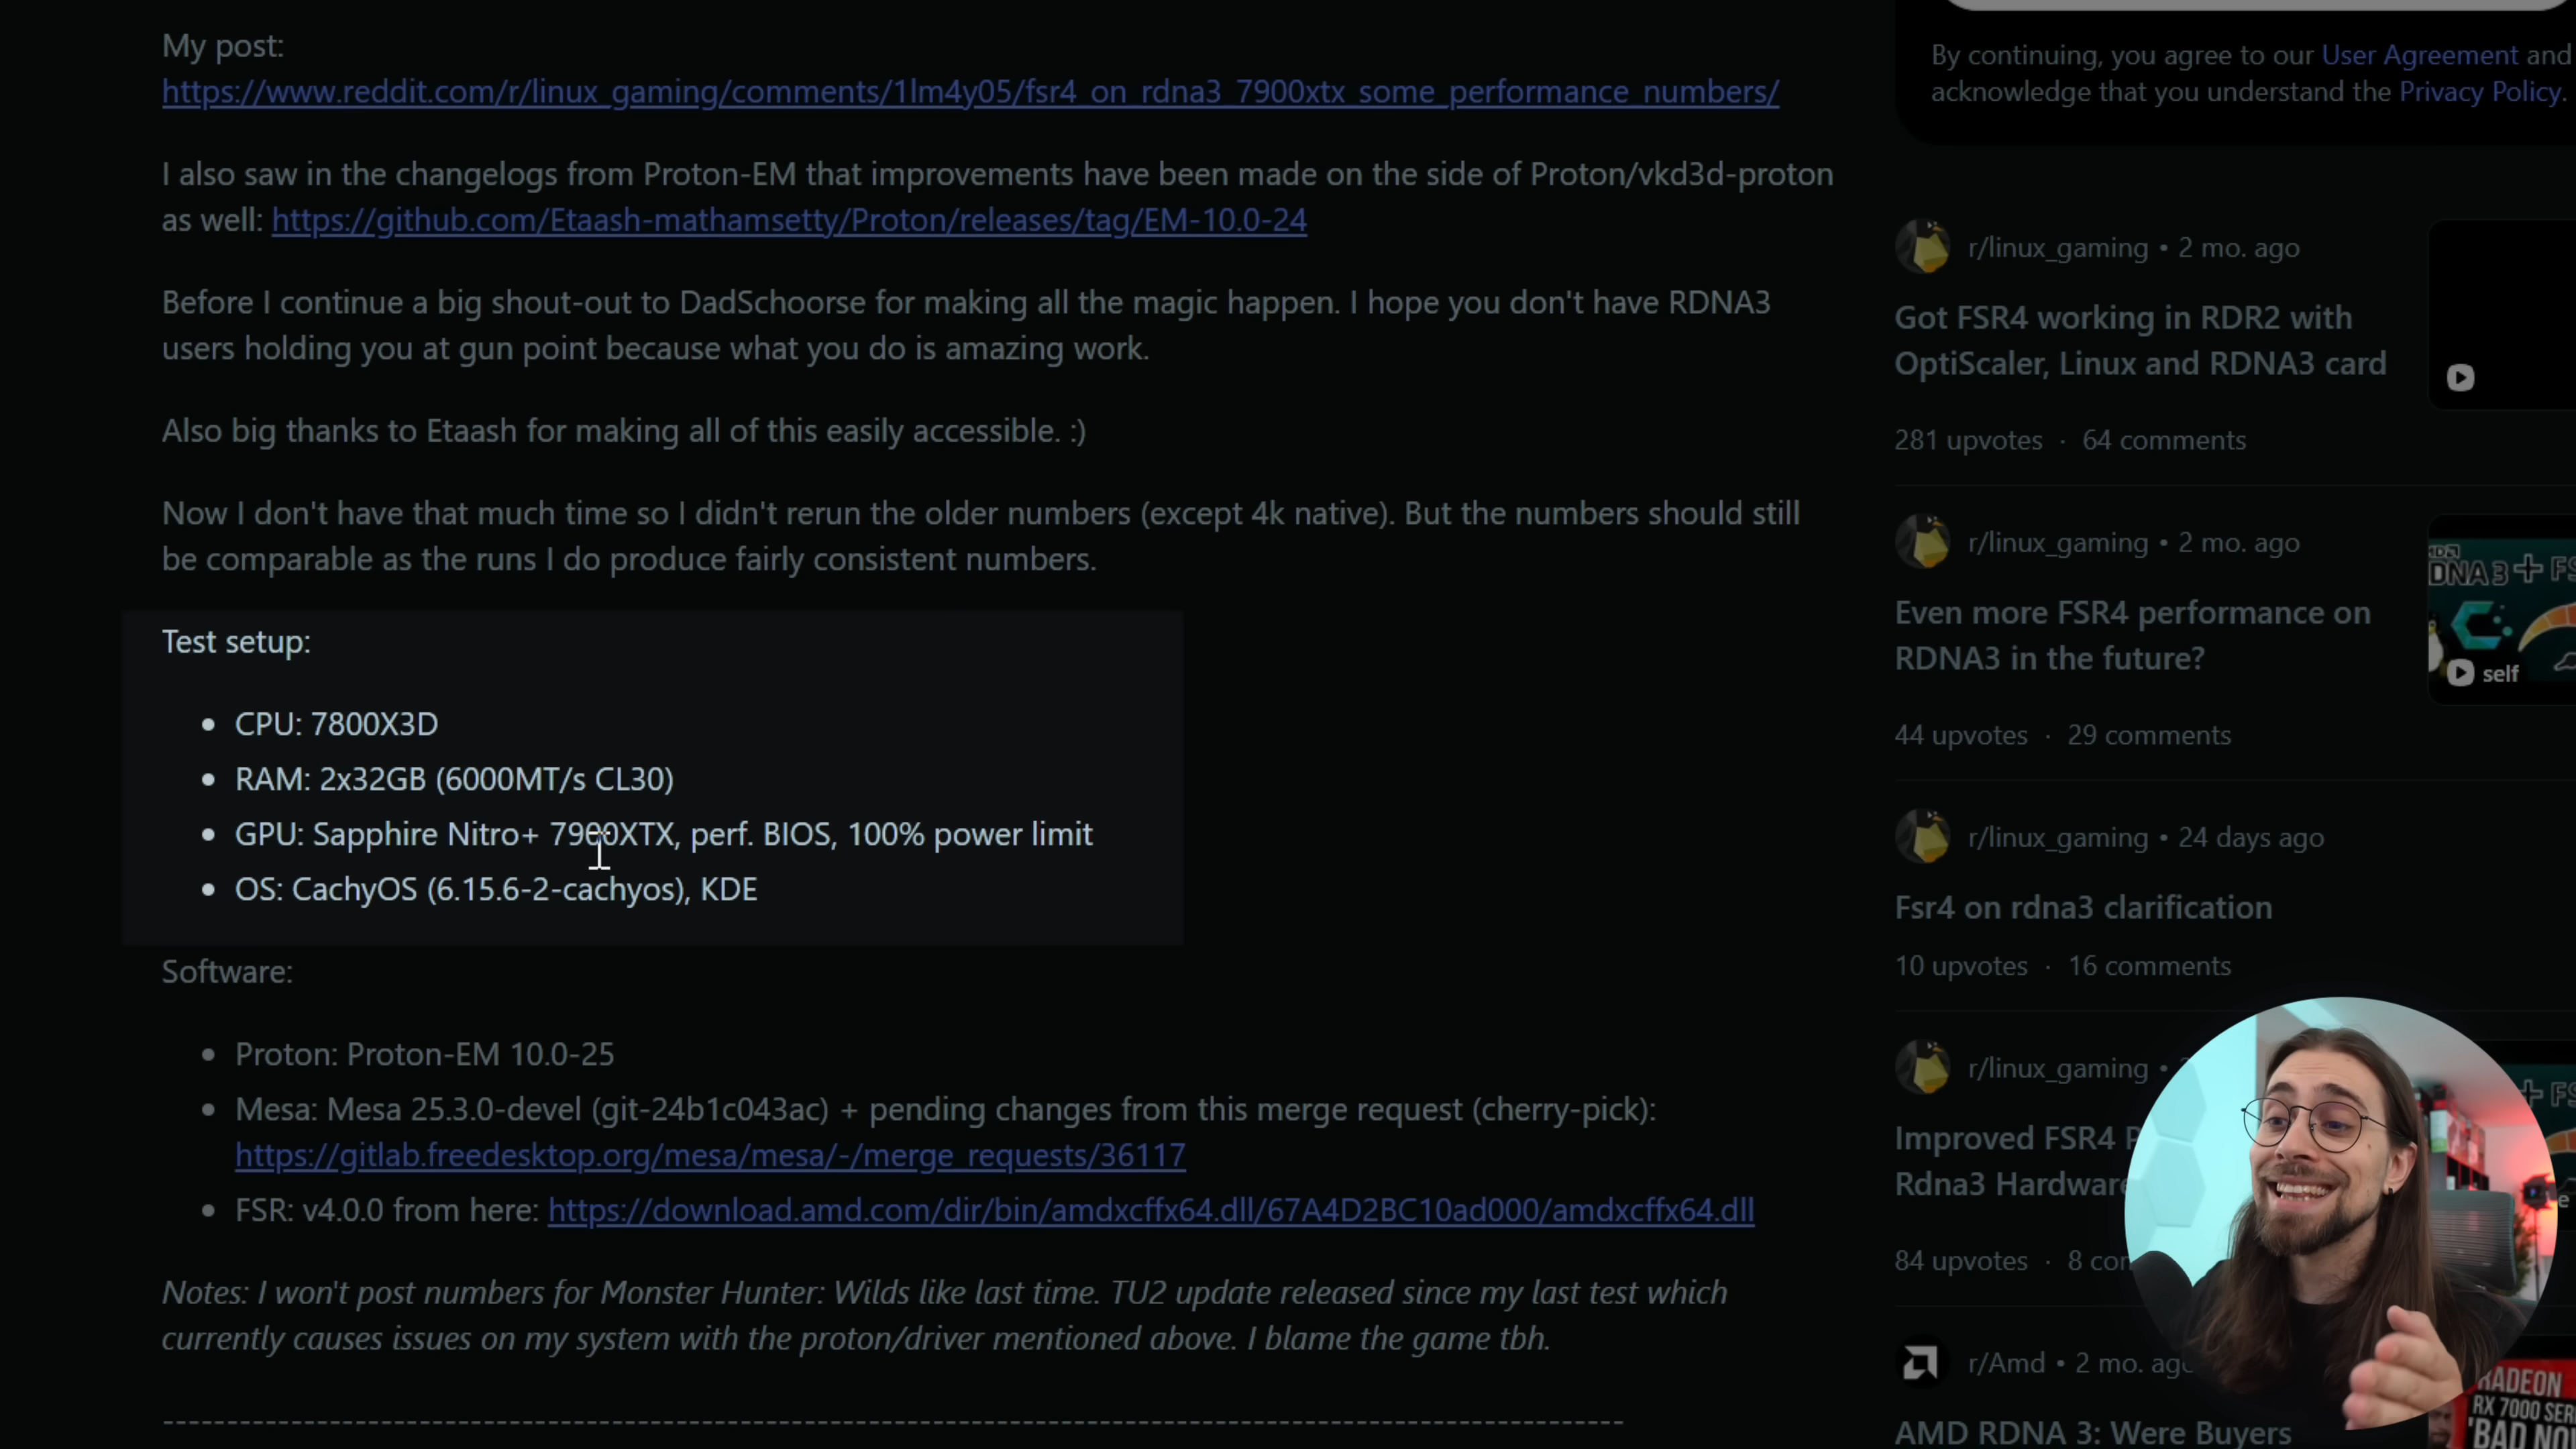 My post:
https://www.reddit.com/r/linux_gaming/comments/1lm4y05/fsr4_on_rdna3_7900xtx_some_performance_numbers/
I also saw in the changelogs from Proton-EM that improvements have been made on the side of Proton/vkd3d-proton
as well: https://github.com/Etaash-mathamsetty/Proton/releases/tag/EM-10.0-24
Before I continue a big shout-out to DadSchoorse for making all the magic happen. I hope you don't have RDNA3
users holding you at gun point because what you do is amazing work.
Also big thanks to Etaash for making all of this easily accessible. :)
Now I don't have that much time so I didn't rerun the older numbers (except 4k native). But the numbers should still
be comparable as the runs I do produce fairly consistent numbers.
Test setup:
• CPU: 7800X3D
• RAM: 2x32GB (6000MT/s CL30)
• GPU: Sapphire Nitro+ 7900XTX, perf. BIOS, 100% power limit
• OS: CachyOS (6.15.6-2-cachyos), KDE
Software:
• Proton: Proton-EM 10.0-25
• Mesa: Mesa 25.3.0-devel (git-24b1c043ac) + pending changes from this merge request (cherry-pick):
https://gitlab.freedesktop.org/mesa/mesa/-/merge_requests/36117
• FSR: v4.0.0 from here: https://download.amd.com/dir/bin/amdxcffx64.dll/67A4D2BC10ad000/amdxcffx64.dll
Notes: I won't post numbers for Monster Hunter: Wilds like last time. TU2 update released since my last test which
currently causes issues on my system with the proton/driver mentioned above. I blame the game tbh.
--------------------------------------------------------------------------------------------
By continuing, you agree to our User Agreement and
acknowledge that you understand the Privacy Policy.
r/linux_gaming • 2 mo. ago
Got FSR4 working in RDR2 with
OptiScaler, Linux and RDNA3 card
281 upvotes · 64 comments
r/linux_gaming • 2 mo. ago
Even more FSR4 performance on
RDNA3 in the future?
DNA 3 + FS
self
44 upvotes · 29 comments
r/linux_gaming • 24 days ago
Fsr4 on rdna3 clarification
10 upvotes · 16 comments
r/linux_gaming •
Improved FSR4 P
Rdna3 Hardware
+ FS
84 upvotes · 8 com
r/Amd • 2 mo. ago
AMD RDNA 3: Were Buyers
RADEON
RX 7000 SERI
'BAD NO